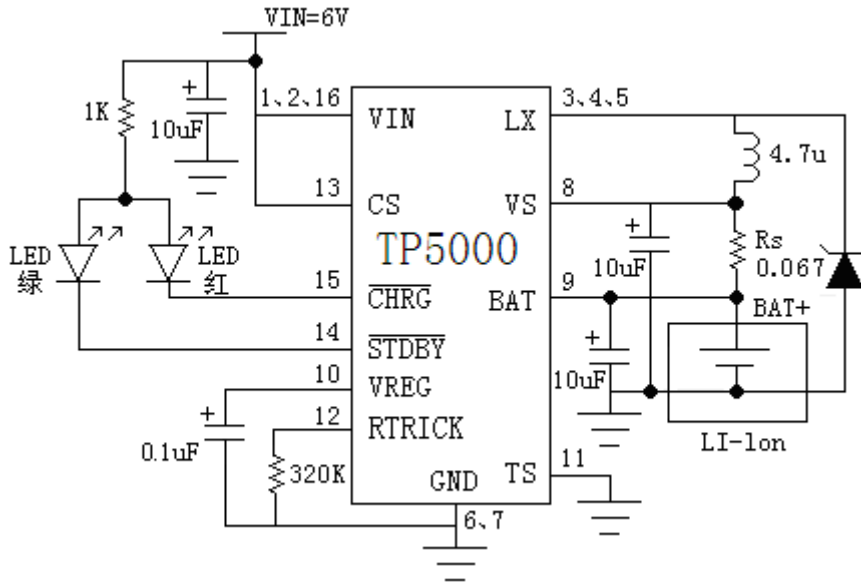 VIN=6V
1K
+
10uF
1、2、16
VIN
LX
3、4、5
4.7u
13
CS
VS
8
LED
绿
LED
红
TP5000
+
10uF
Rs
0.067
15
CHRG
BAT
9
BAT+
14
STDBY
+
10uF
10
VREG
+
0.1uF
12
RTRICK
LI-lon
320K
GND
TS
11
6、7